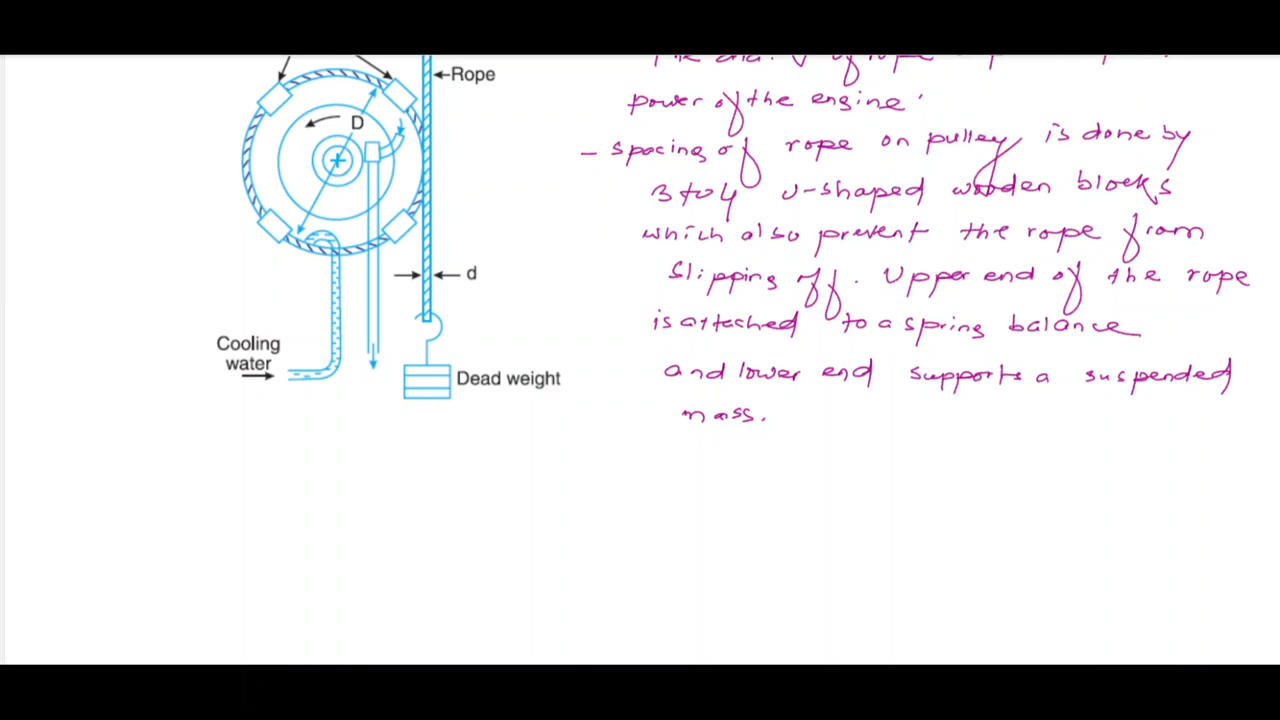 Rope
D
d
Cooling
water
Dead weight
power of the engine.
- spacing of rope on pulley is done by
3 to 4 U-shaped wooden blocks
which also prevent the rope from
slipping off. Upper end of the rope
is attached to a spring balance
and lower end supports a suspended
mass.